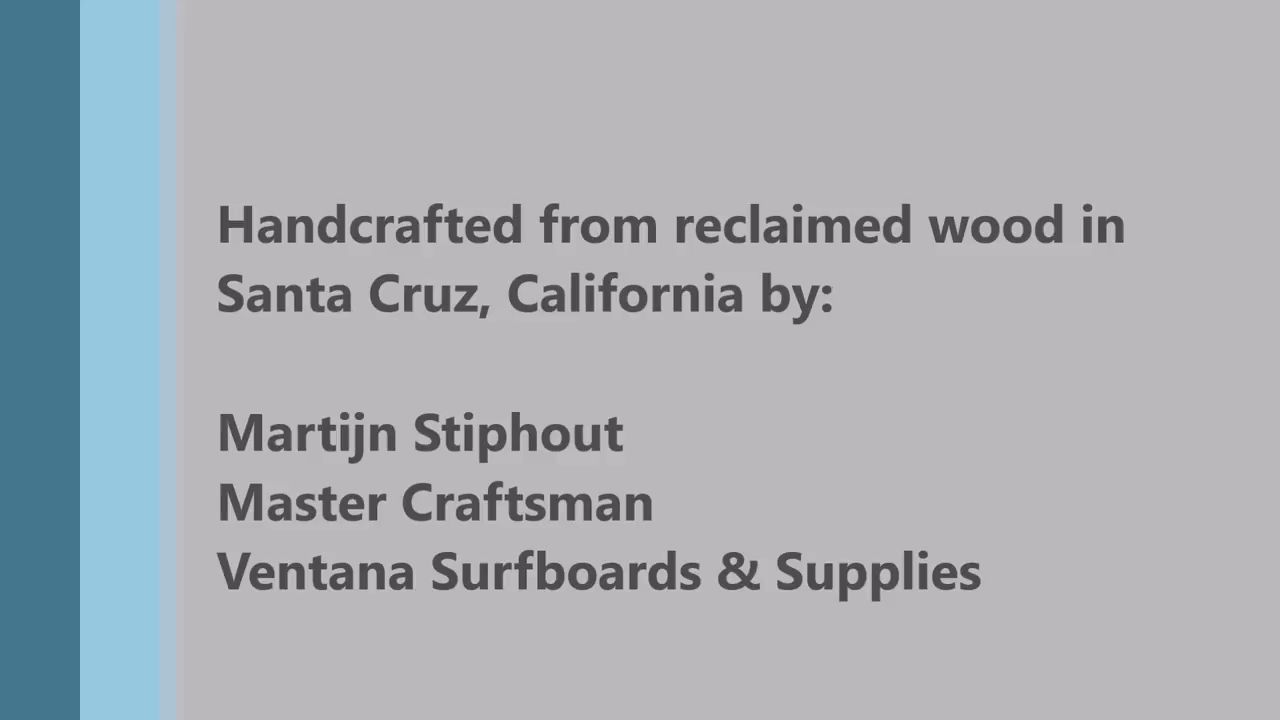 Handcrafted from reclaimed wood in
Santa Cruz, California by:
Martijn Stiphout
Master Craftsman
Ventana Surfboards & Supplies